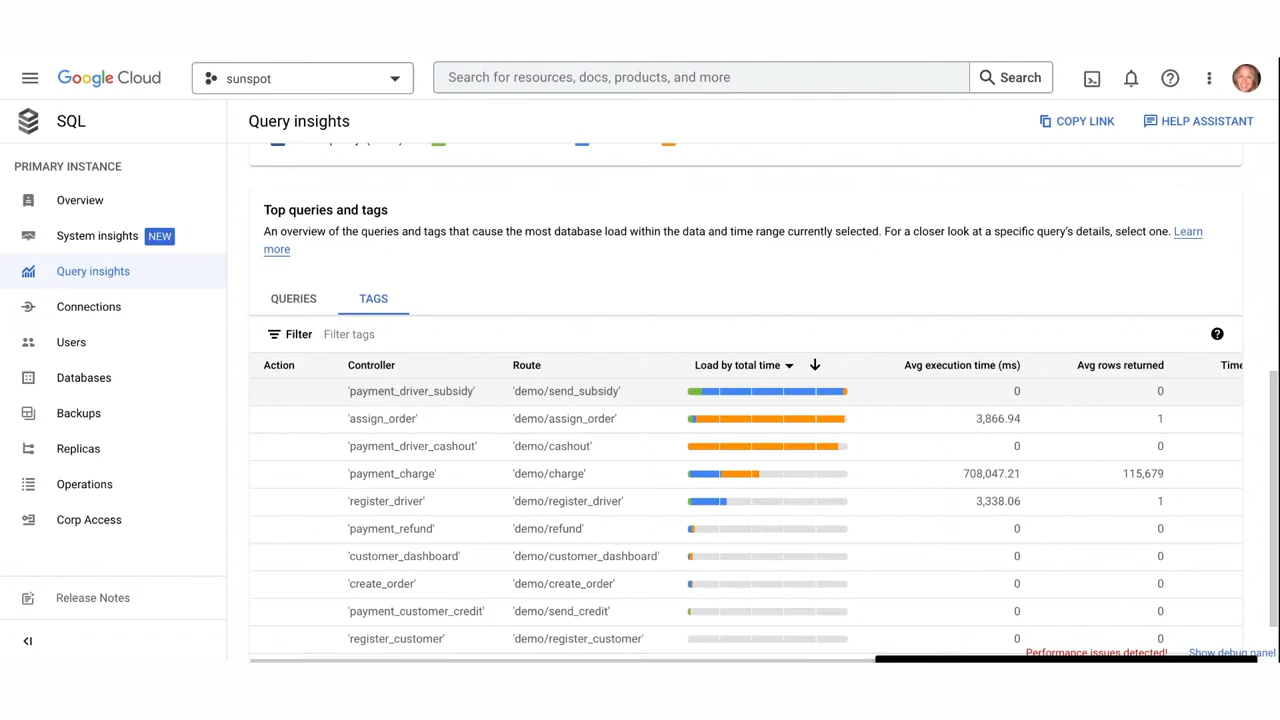 Google Cloud
sunspot
Search for resources, docs, products, and more
Search
SQL
Query insights
COPY LINK
HELP ASSISTANT
PRIMARY INSTANCE
Overview
System insights NEW
Query insights
Connections
Users
Databases
Backups
Replicas
Operations
Corp Access
Release Notes
Top queries and tags
An overview of the queries and tags that cause the most database load within the data and time range currently selected. For a closer look at a specific query's details, select one. Learn
more
QUERIES TAGS
Filter Filter tags
Action Controller Route Load by total time Avg execution time (ms) Avg rows returned Time
'payment_driver_subsidy' 'demo/send_subsidy' 0 0
'assign_order' 'demo/assign_order' 3,866.94 1
'payment_driver_cashout' 'demo/cashout' 0 0
'payment_charge' 'demo/charge' 708,047.21 115,679
'register_driver' 'demo/register_driver' 3,338.06 1
'payment_refund' 'demo/refund' 0 0
'customer_dashboard' 'demo/customer_dashboard' 0 0
'create_order' 'demo/create_order' 0 0
'payment_customer_credit' 'demo/send_credit' 0 0
'register_customer' 'demo/register_customer' 0 0
Performance issues detected! Show debug panel